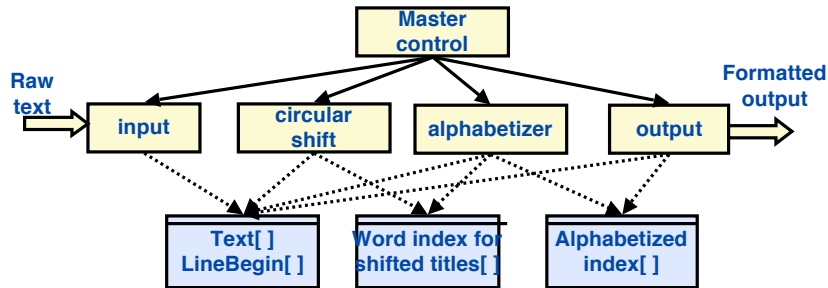 Master
control
Raw
text
Formatted
output
input
circular
shift
alphabetizer
output
Text[ ]
LineBegin[ ]
Word index for
shifted titles[ ]
Alphabetized
index[ ]